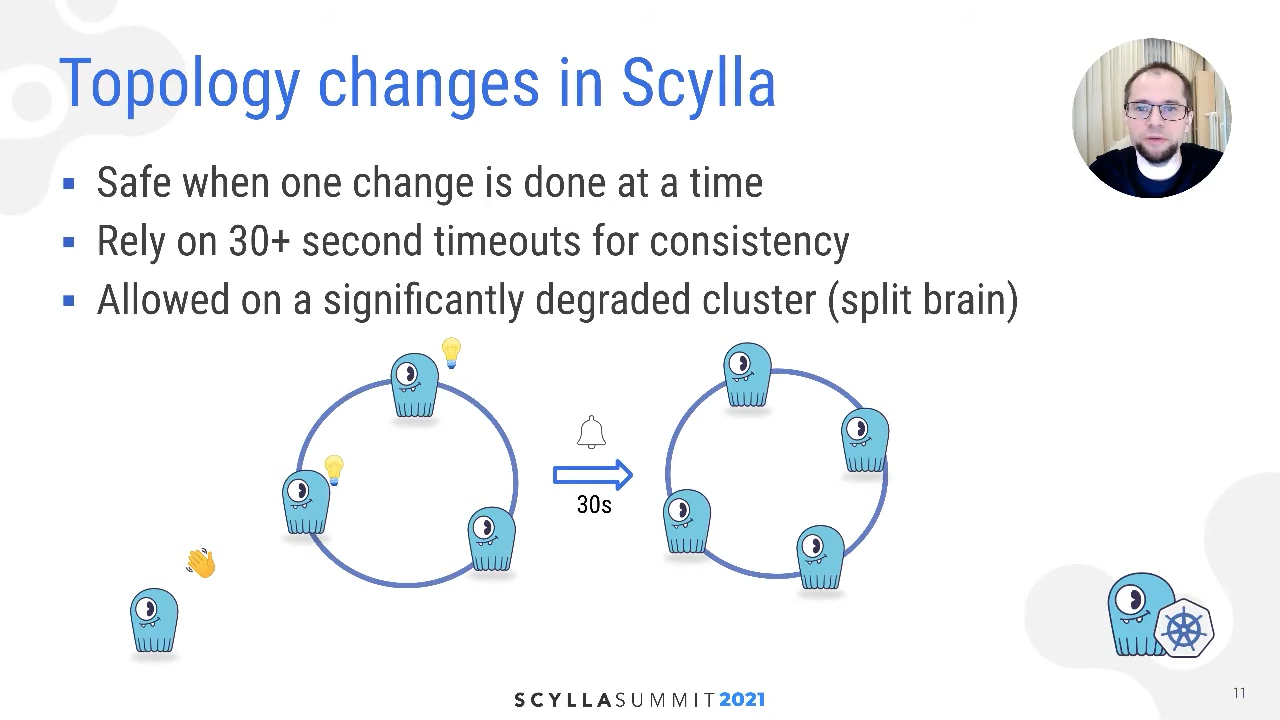 Topology changes in Scylla
Safe when one change is done at a time
Rely on 30+ second timeouts for consistency
Allowed on a significantly degraded cluster (split brain)
30s
SCYLLASUMMIT2021
11